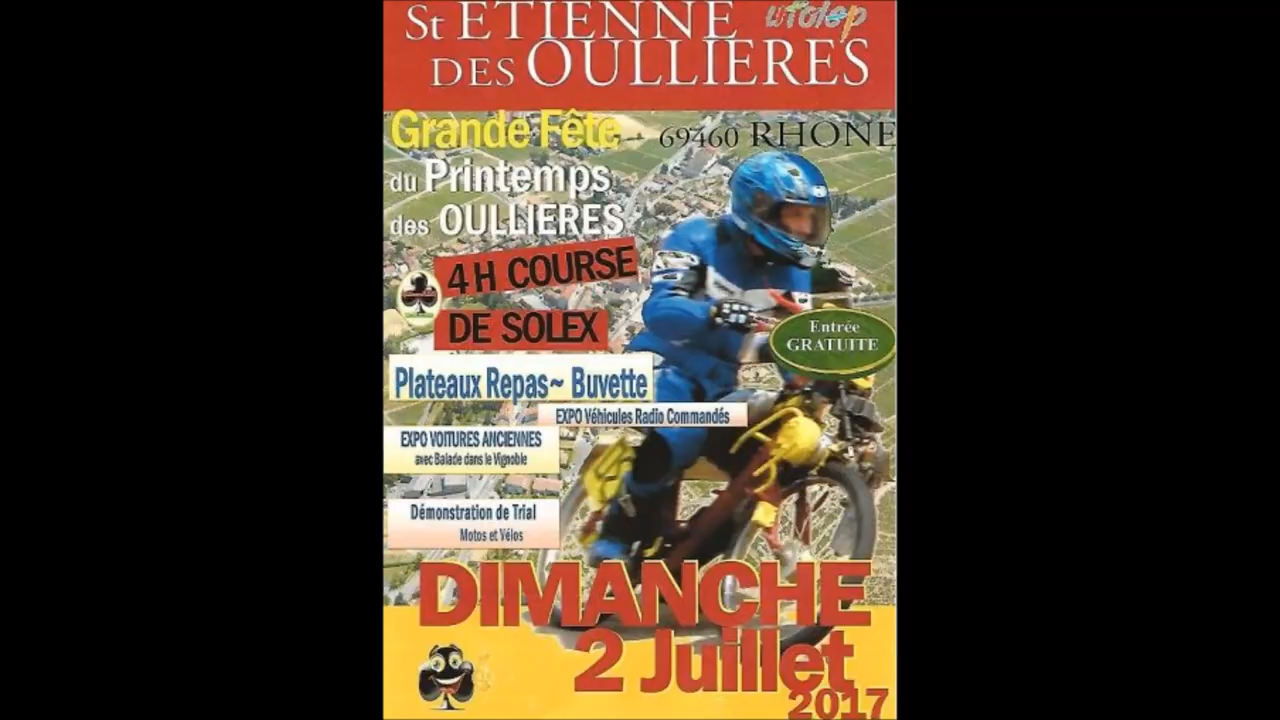 St ETIENNE
ufolep
DES OULLIERES
Grande Fête
69460 RHONE
du Printemps
des OULLIERES
4H COURSE
DE SOLEX
Entrée
GRATUITE
Plateaux Repas~ Buvette
EXPO Véhicules Radio Commandés
EXPO VOITURES ANCIENNES
avec Balade dans le Vignoble
Démonstration de Trial
Motos et Vélos
DIMANCHE
2 Juillet
2017